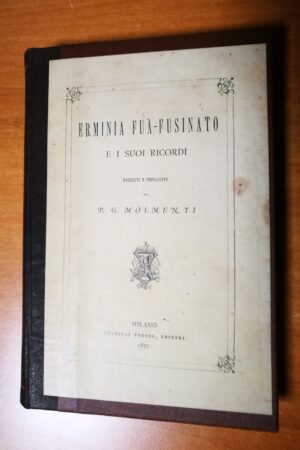 ERMINIA FUÀ-FUSINATO
E I SUOI RICORDI
RACCOLTI E PUBBLICATI
DA
P. G. MOLMENTI
MILANO
FRATELLI TREVES, EDITORI.
1877.